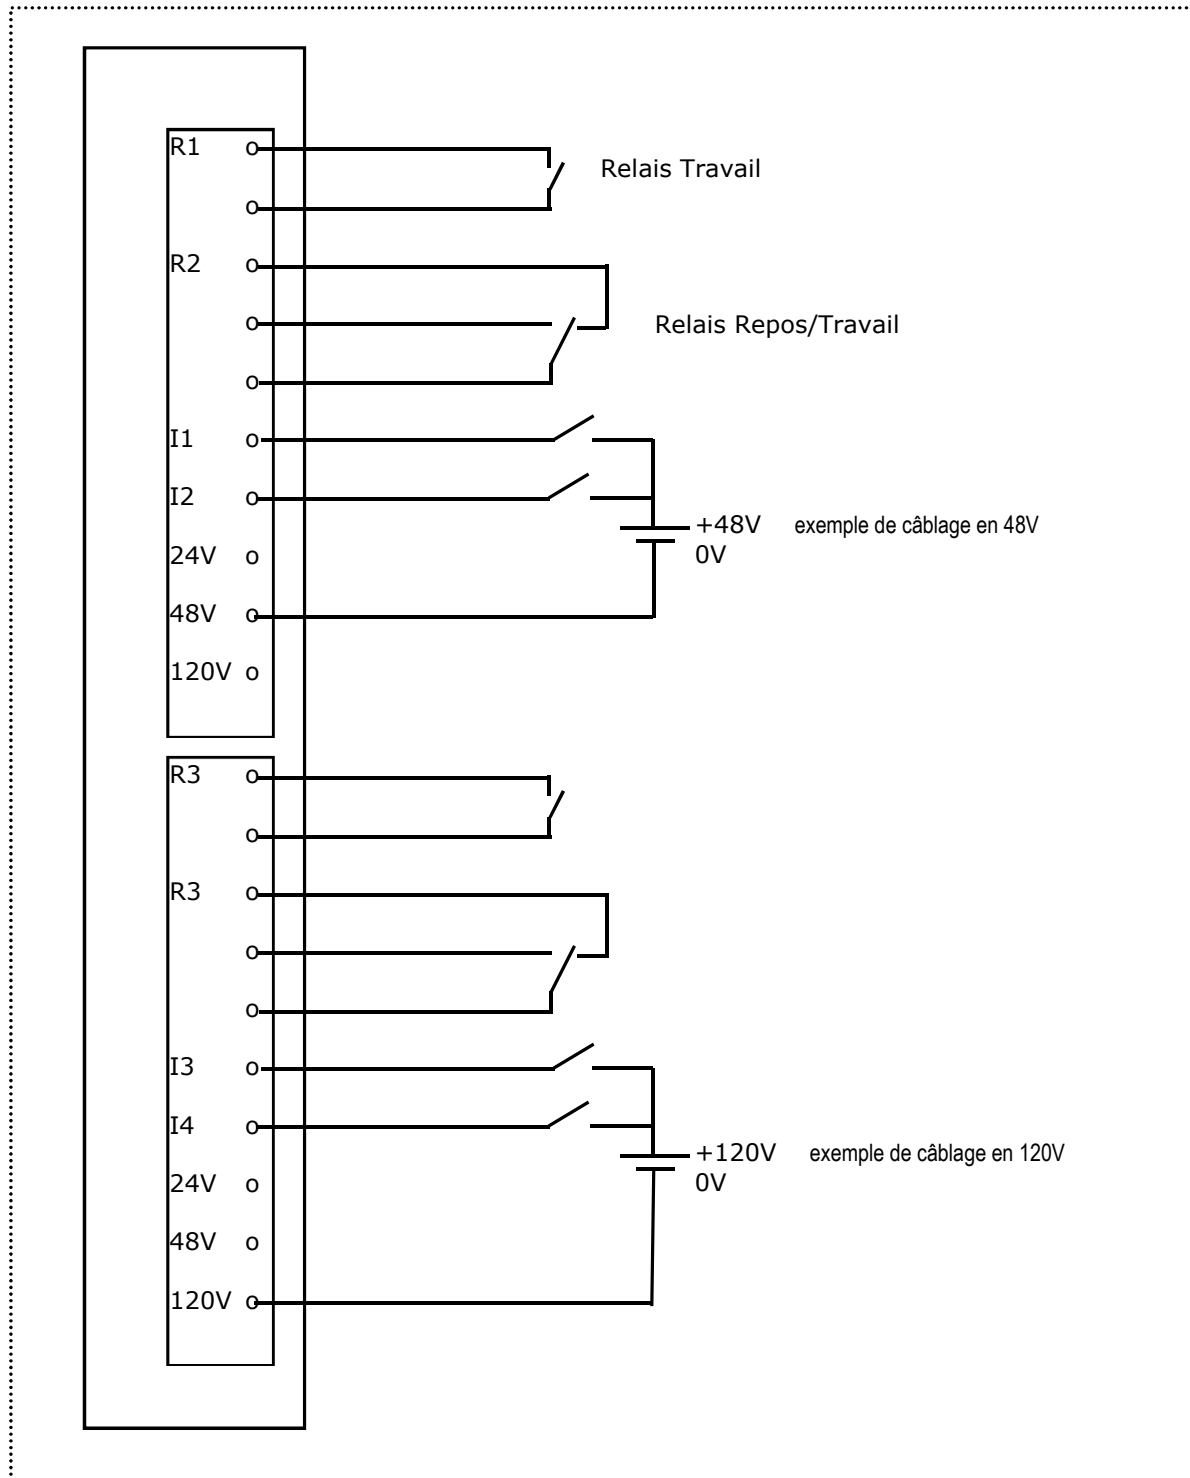 R1 o
Relais Travail
o
R2 o
o
Relais Repos/Travail
o
I1 o
I2 o
+48V exemple de câblage en 48V
24V o
0V
48V o
120V o
R3 o
o
R3 o
o
o
I3 o
I4 o
+120V exemple de câblage en 120V
24V o
0V
48V o
120V o